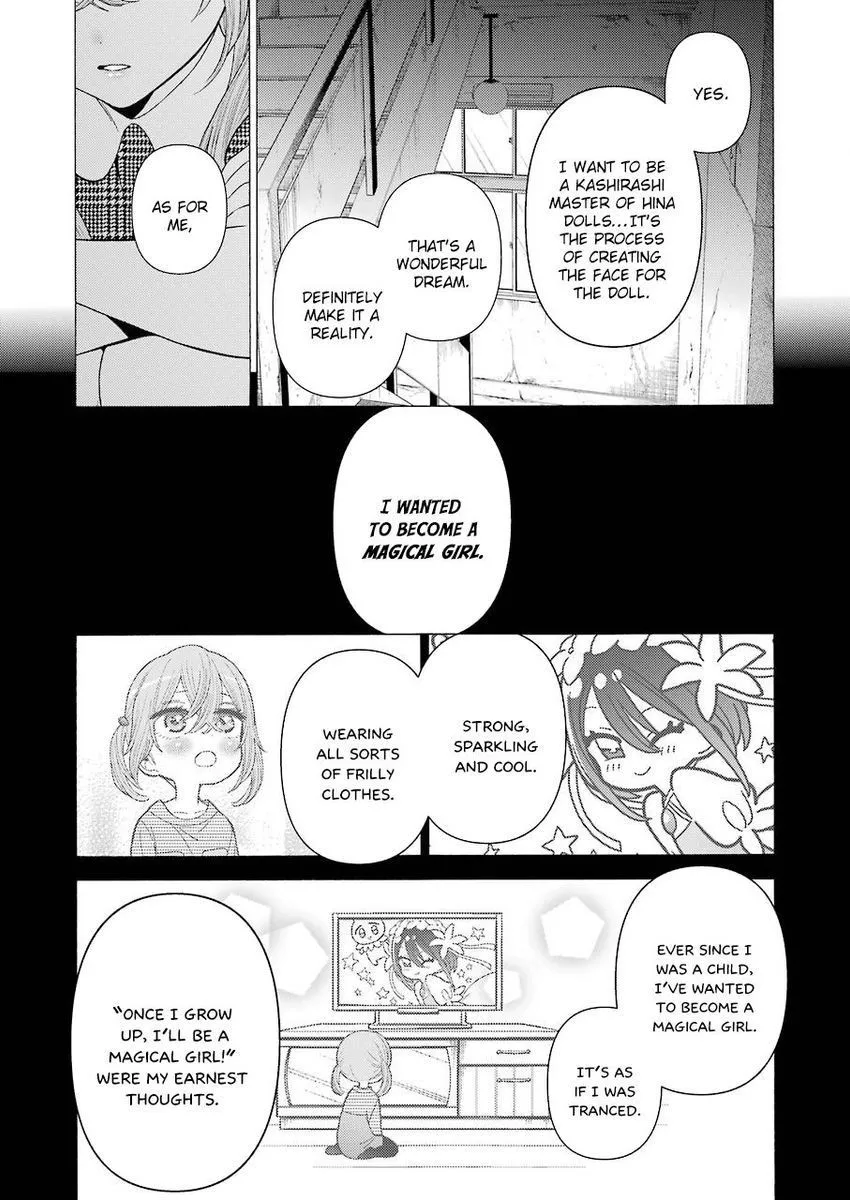 YES.
I WANT TO BE
A KASHIRASHI
MASTER OF HINA
DOLLS...IT'S
THE PROCESS
OF CREATING
THE FACE FOR
THE DOLL.
THAT'S A
WONDERFUL
DREAM.
DEFINITELY
MAKE IT A
REALITY.
AS FOR
ME,
I WANTED
TO BECOME A
MAGICAL GIRL.
STRONG,
SPARKLING
AND COOL.
WEARING
ALL SORTS
OF FRILLY
CLOTHES.
EVER SINCE I
WAS A CHILD,
I'VE WANTED
TO BECOME A
MAGICAL GIRL.
IT'S AS
IF I WAS
TRANCED.
"ONCE I GROW
UP, I'LL BE A
MAGICAL GIRL!"
WERE MY EARNEST
THOUGHTS.